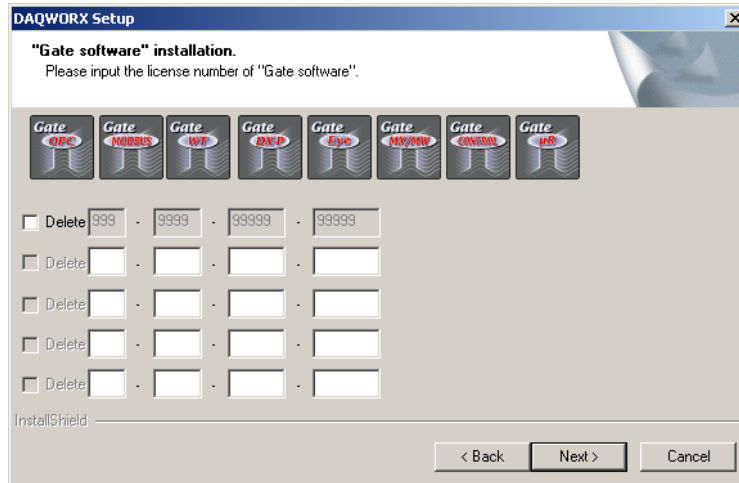 DAQWORX Setup
"Gate software" installation.
Please input the license number of "Gate software".
Gate OPC
Gate MODBUS
Gate WT
Gate DX-P
Gate Eye
Gate MX/MW
Gate CONTROL
Gate µR
Delete 999 - 9999 - 99999 - 99999
Delete - - -
Delete - - -
Delete - - -
Delete - - -
InstallShield
< Back Next > Cancel